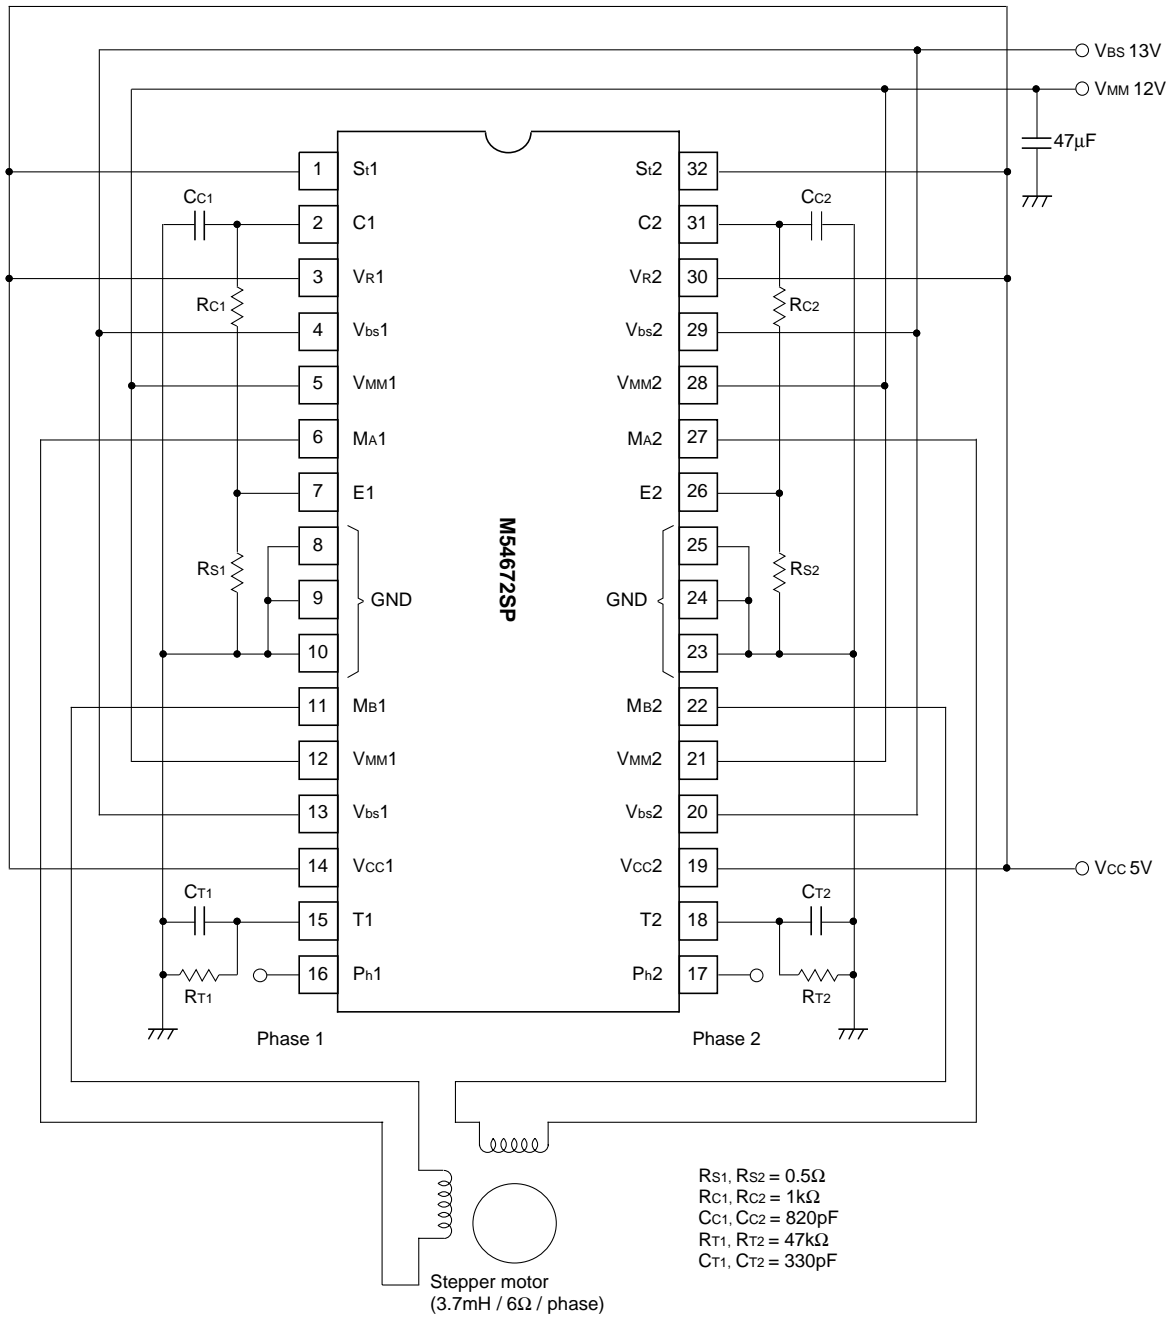 VBS 13V
VMM 12V
47μF
1 St1 St2 32
CC1 CC2
2 C1 C2 31
3 VR1 VR2 30
RC1 RC2
4 Vbs1 Vbs2 29
5 VMM1 VMM2 28
6 MA1 MA2 27
7 E1 E2 26
M54672SP
8 25
RS1 RS2
9 GND GND 24
10 23
11 MB1 MB2 22
12 VMM1 VMM2 21
13 Vbs1 Vbs2 20
14 VCC1 VCC2 19 VCC 5V
CT1 CT2
15 T1 T2 18
16 Ph1 Ph2 17
RT1 RT2
Phase 1 Phase 2
RS1, RS2 = 0.5Ω
RC1, RC2 = 1kΩ
CC1, CC2 = 820pF
RT1, RT2 = 47kΩ
CT1, CT2 = 330pF
Stepper motor
(3.7mH / 6Ω / phase)